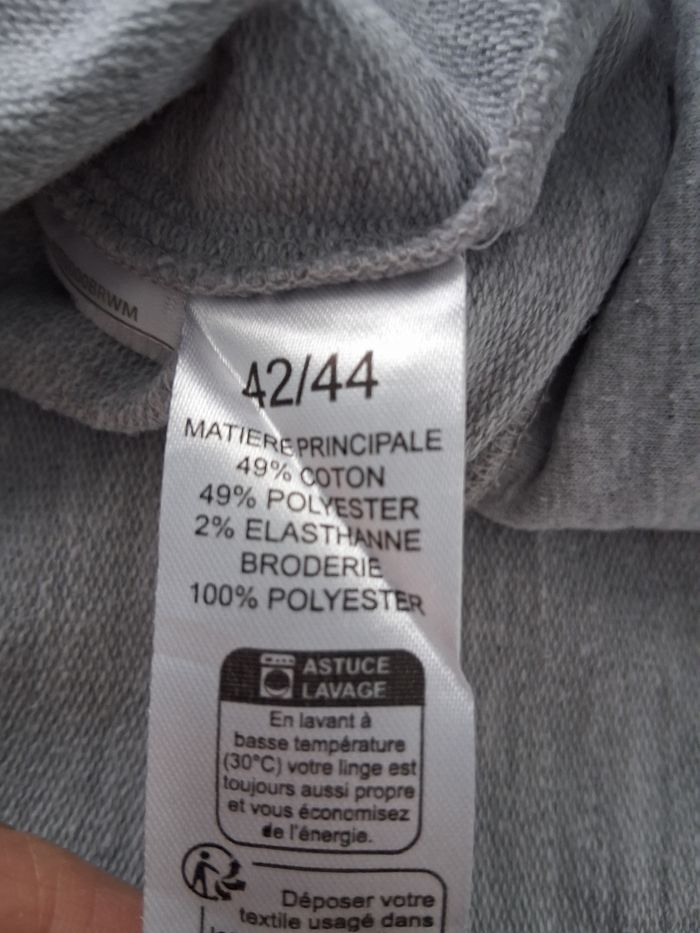 42/44
MATIERE PRINCIPALE
49% COTON
49% POLYESTER
2% ELASTHANNE
BRODERIE
100% POLYESTER
ASTUCE
LAVAGE
En lavant à
basse température
(30°C) votre linge est
toujours aussi propre
et vous économisez
de l'énergie.
Déposer votre
textile usagé dans